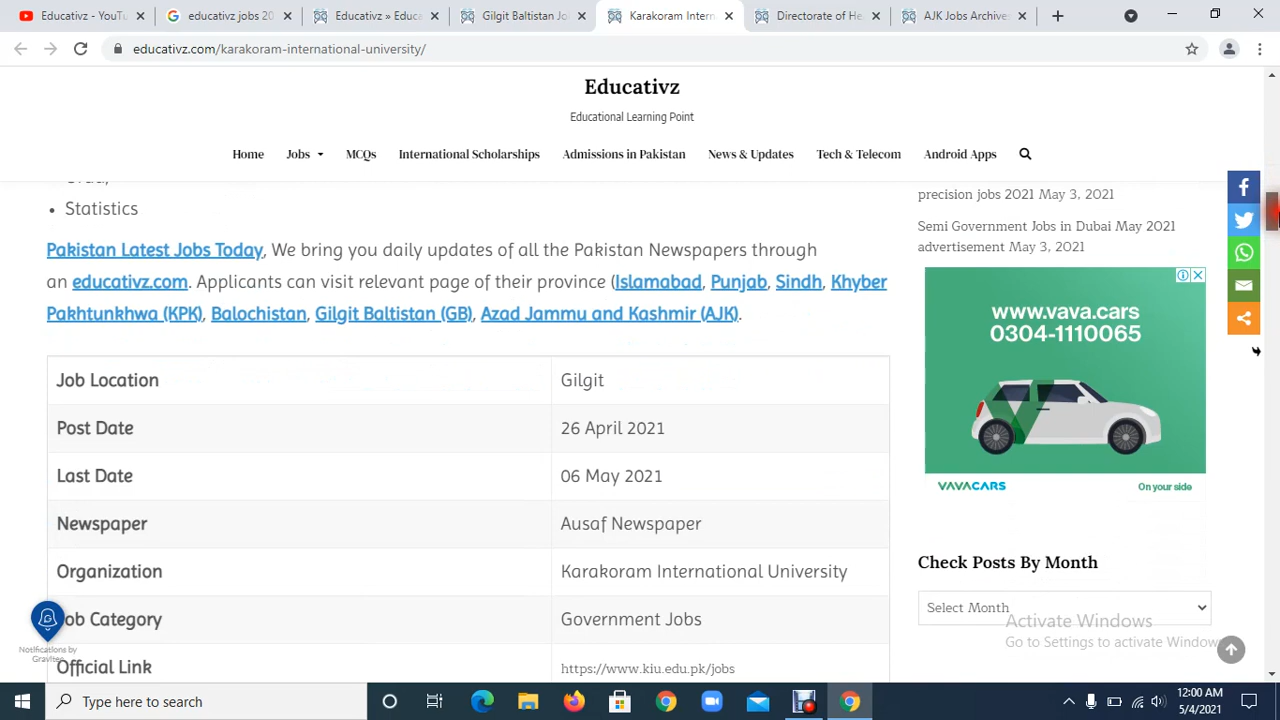 Educativz - YouT
educativz jobs 20
Educativz » Educa
Gilgit Baltistan Jo
Karakoram Intern
Directorate of He
AJK Jobs Archives
educativz.com/karakoram-international-university/
Educativz
Educational Learning Point
Home
Jobs
MCQs
International Scholarships
Admissions in Pakistan
News & Updates
Tech & Telecom
Android Apps
• Statistics
Pakistan Latest Jobs Today, We bring you daily updates of all the Pakistan Newspapers through
an educativz.com. Applicants can visit relevant page of their province (Islamabad, Punjab, Sindh, Khyber
Pakhtunkhwa (KPK), Balochistan, Gilgit Baltistan (GB), Azad Jammu and Kashmir (AJK).
Job Location Gilgit
Post Date 26 April 2021
Last Date 06 May 2021
Newspaper Ausaf Newspaper
Organization Karakoram International University
Job Category Government Jobs
Official Link https://www.kiu.edu.pk/jobs
Notifications by
Gravitec
precision jobs 2021 May 3, 2021
Semi Government Jobs in Dubai May 2021
advertisement May 3, 2021
www.vava.cars
0304-1110065
VAVACARS
On your side
Check Posts By Month
Select Month
Activate Windows
Go to Settings to activate Windows
Type here to search
12:00 AM
5/4/2021